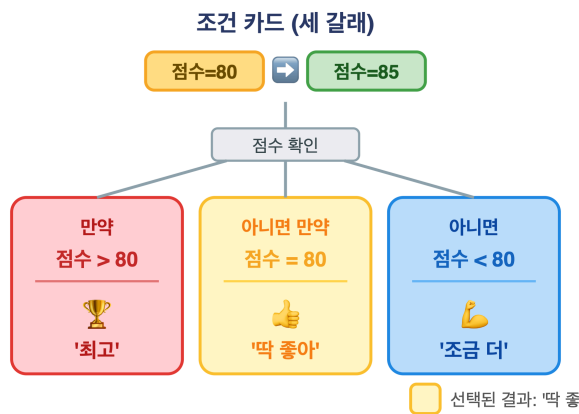 조건 카드 (세 갈래)
점수=80 ➡ 점수=85
점수 확인
만약
점수 > 80
'최고'
아니면 만약
점수 = 80
'딱 좋아'
아니면
점수 < 80
'조금 더'
선택된 결과: '딱 좋